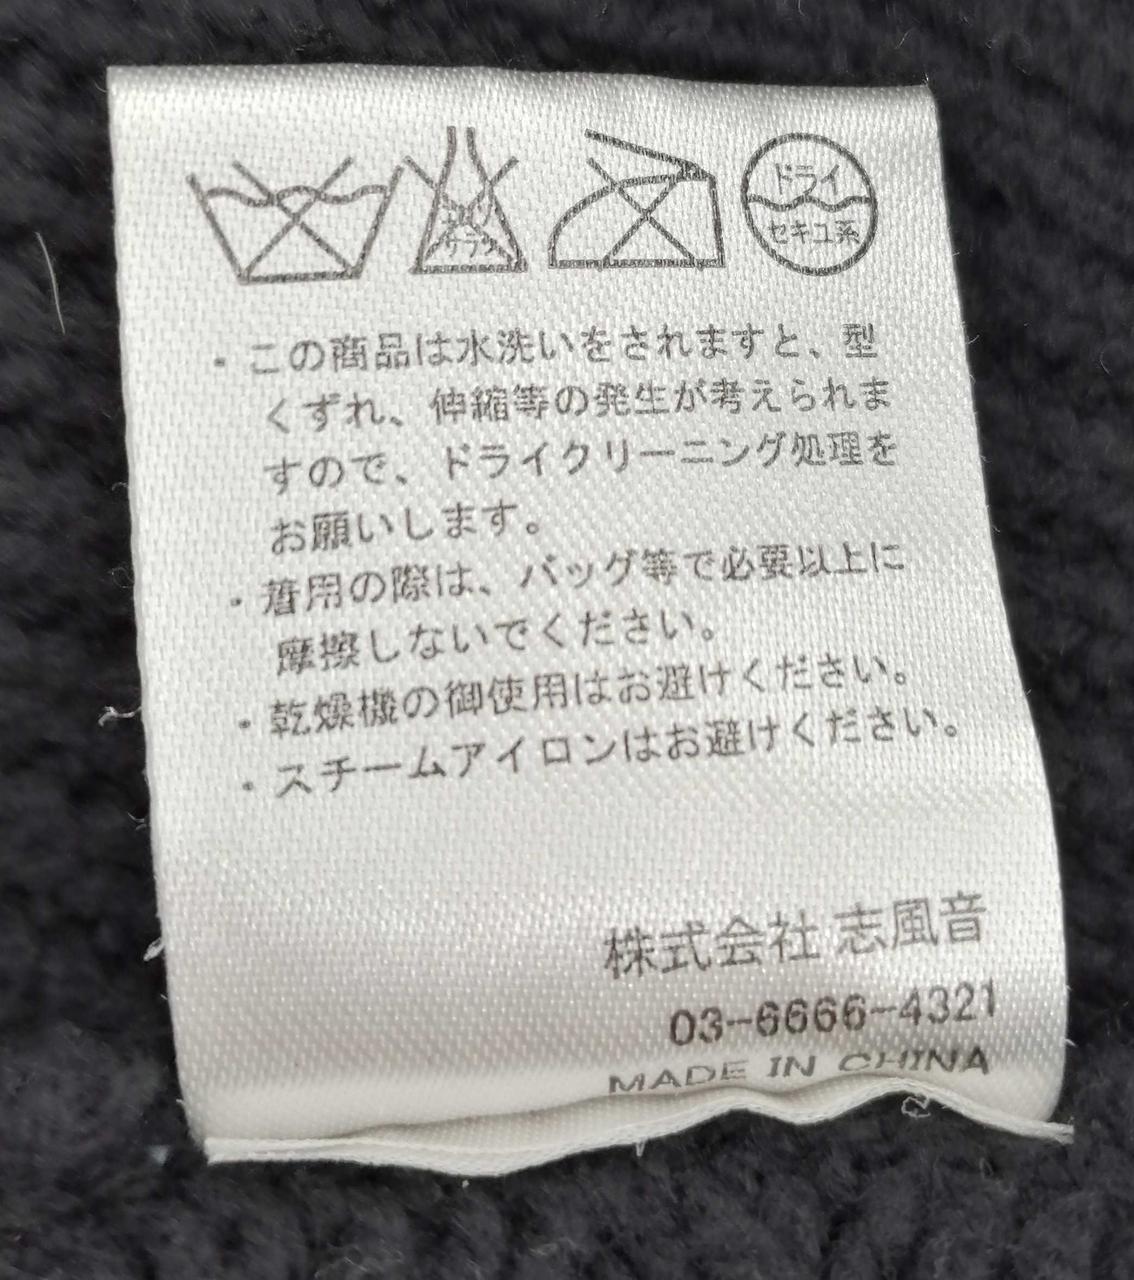 エンソ
サラシ
ドライ
セキユ系
・この商品は水洗いをされますと、型
くずれ、伸縮等の発生が考えられま
すので、ドライクリーニング処理を
お願いします。
・着用の際は、バッグ等で必要以上に
摩擦しないでください。
・乾燥機の御使用はお避けください。
・スチームアイロンはお避けください。
株式会社 志風音
03-6666-4321
MADE IN CHINA